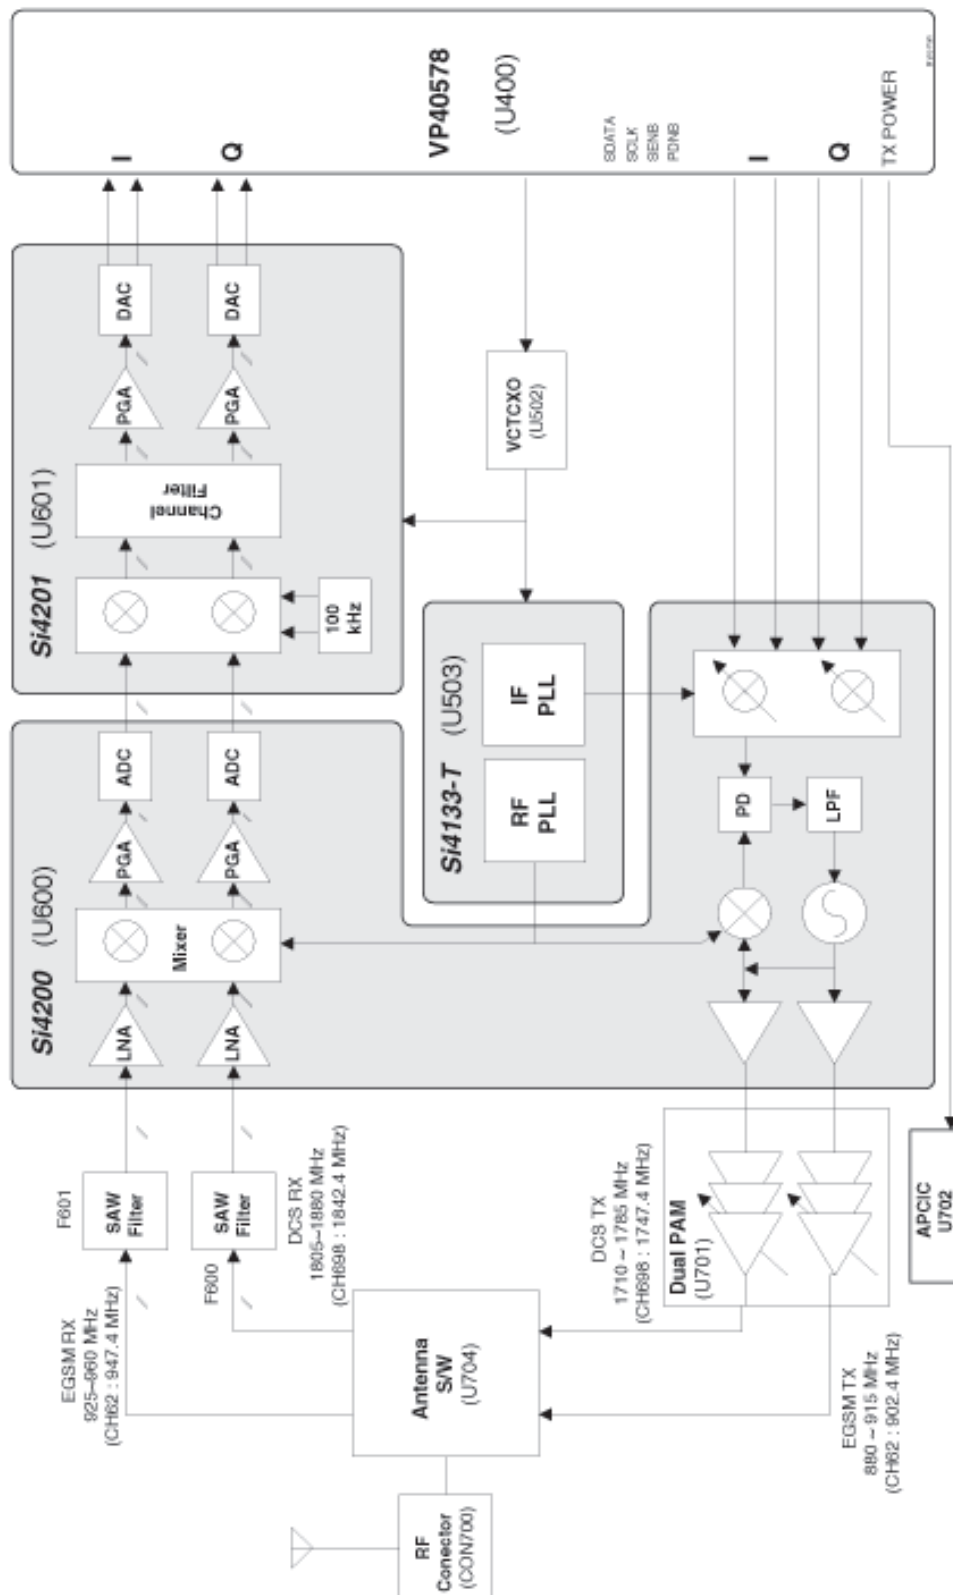 EGSM RX
925~960 MHz
(CH62 : 947.4 MHz)
F601
SAW
Filter
LNA
Si4200 (U600)
PGA
ADC
Si4201 (U601)
PGA
DAC
I
F600
SAW
Filter
DCS RX
1805~1880 MHz
(CH698 : 1842.4 MHz)
LNA
Mixer
PGA
ADC
100
kHz
Channel
Filter
PGA
DAC
Q
RF
Conector
(CON700)
Antenna
S/W
(U704)
Si4133-T (U503)
RF
PLL
IF
PLL
VCTCXO
(U502)
VP40578
(U400)
SDATA
SCLK
SENB
PDNB
DCS TX
1710 ~ 1785 MHz
(CH698 : 1747.4 MHz)
Dual PAM
(U701)
PD
LPF
I
Q
TX POWER
EGSM TX
880 ~ 915 MHz
(CH62 : 902.4 MHz)
APCIC
U702